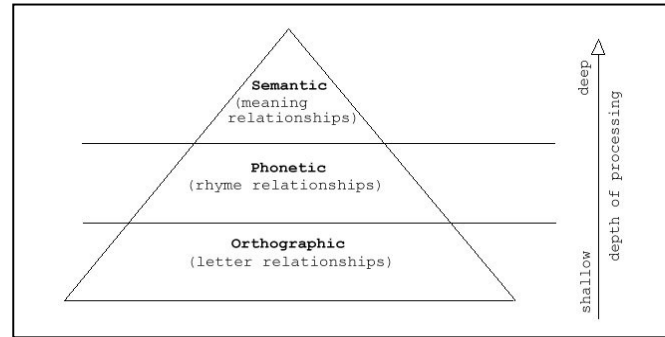 Semantic
(meaning
relationships)
Phonetic
(rhyme relationships)
Orthographic
(letter relationships)
deep
depth of processing
shallow